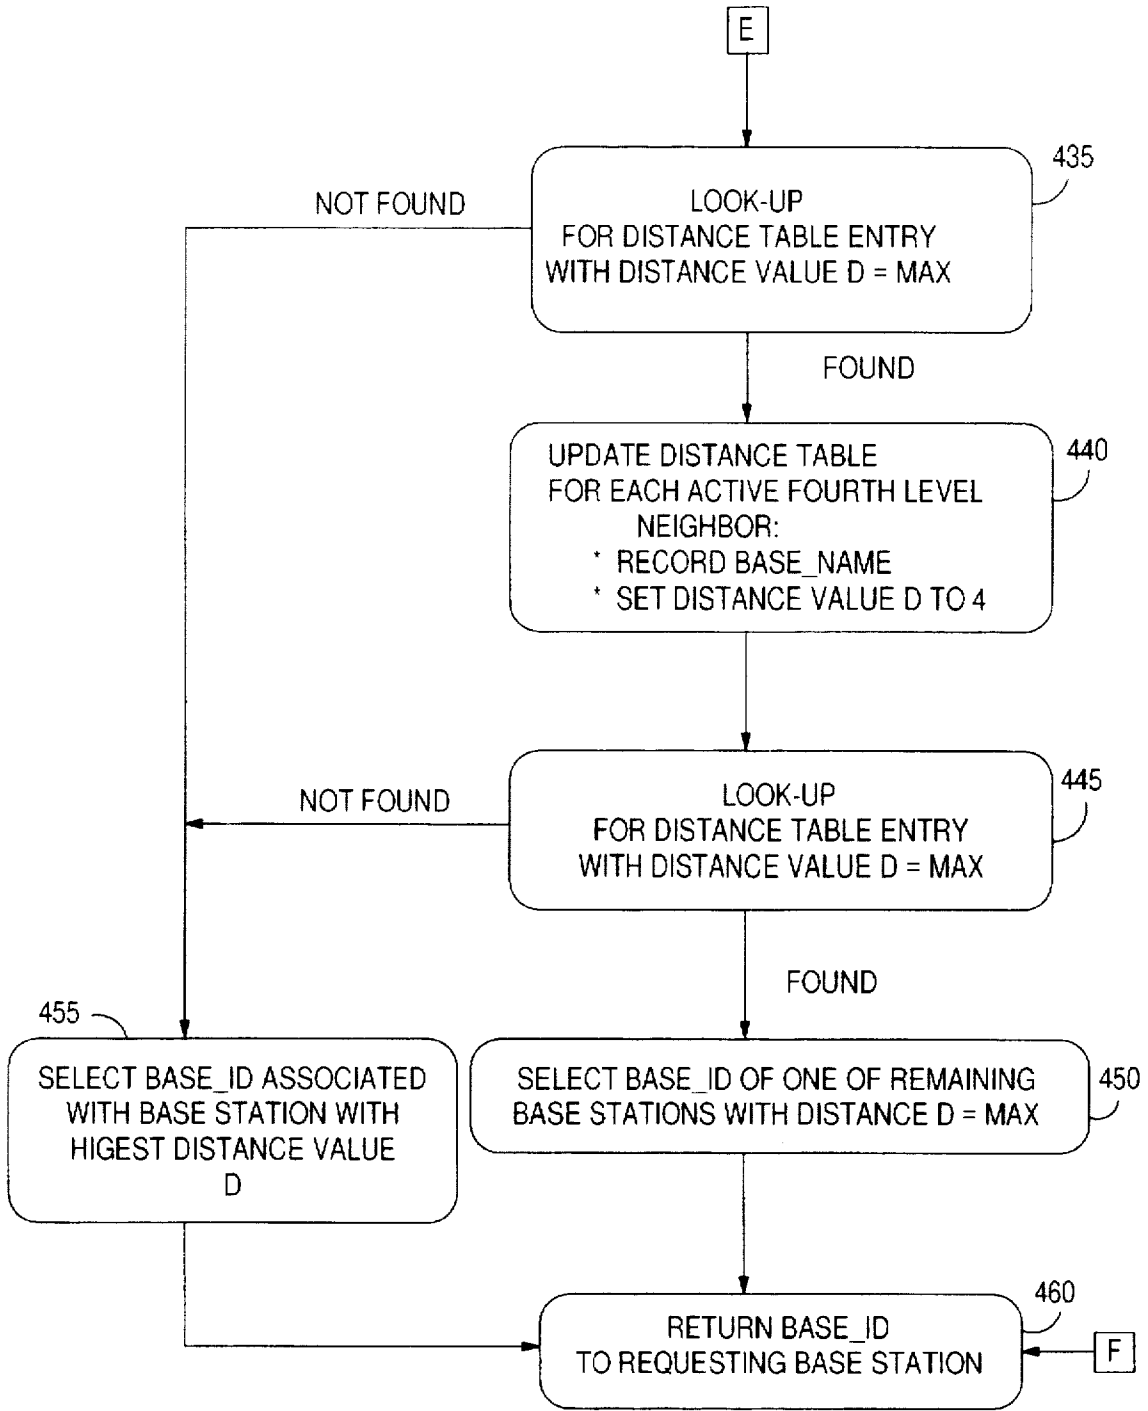 E
435
NOT FOUND
LOOK-UP
FOR DISTANCE TABLE ENTRY
WITH DISTANCE VALUE D = MAX
FOUND
440
UPDATE DISTANCE TABLE
FOR EACH ACTIVE FOURTH LEVEL
NEIGHBOR:
* RECORD BASE_NAME
* SET DISTANCE VALUE D TO 4
445
NOT FOUND
LOOK-UP
FOR DISTANCE TABLE ENTRY
WITH DISTANCE VALUE D = MAX
FOUND
455
SELECT BASE_ID ASSOCIATED
WITH BASE STATION WITH
HIGEST DISTANCE VALUE
D
SELECT BASE_ID OF ONE OF REMAINING
BASE STATIONS WITH DISTANCE D = MAX
450
460
RETURN BASE_ID
TO REQUESTING BASE STATION
F